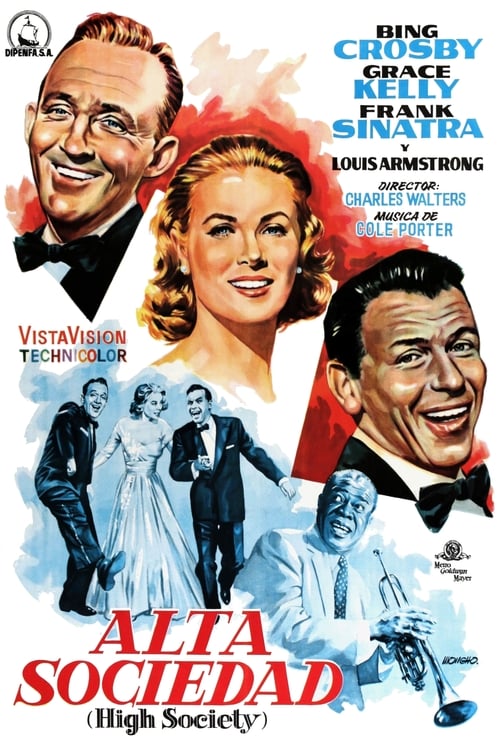 DIPENFA, S.A.
BING
CROSBY
GRACE
KELLY
FRANK
SINATRA
Y
LOUIS ARMSTRONG
DIRECTOR:
CHARLES WALTERS
MUSICA DE
COLE PORTER
VISTAVISION
TECHNICOLOR
Metro
Goldwyn
Mayer
ALTA
SOCIEDAD
(High Society)